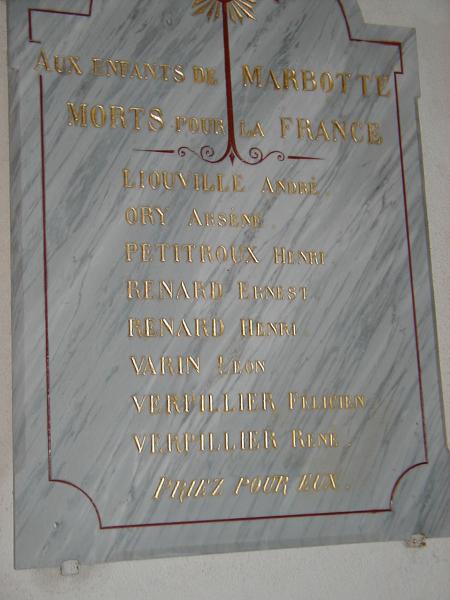 AUX ENFANTS DE MARBOTTE
MORTS POUR LA FRANCE
LIOUVILLE ANDRÉ.
ORY ARSÈNE.
PETITROUX HENRI
RENARD ERNEST.
RENARD HENRI.
VARIN LÉON
VERPILLIER FÉLICIEN.
VERPILLIER RENÉ.
PRIEZ POUR EUX.